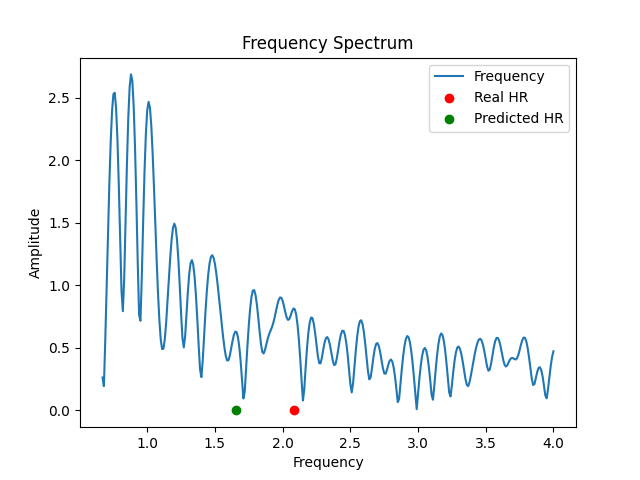 Frequency Spectrum
Frequency
Real HR
Predicted HR
Amplitude
2.5
2.0
1.5
1.0
0.5
0.0
1.0 1.5 2.0 2.5 3.0 3.5 4.0
Frequency